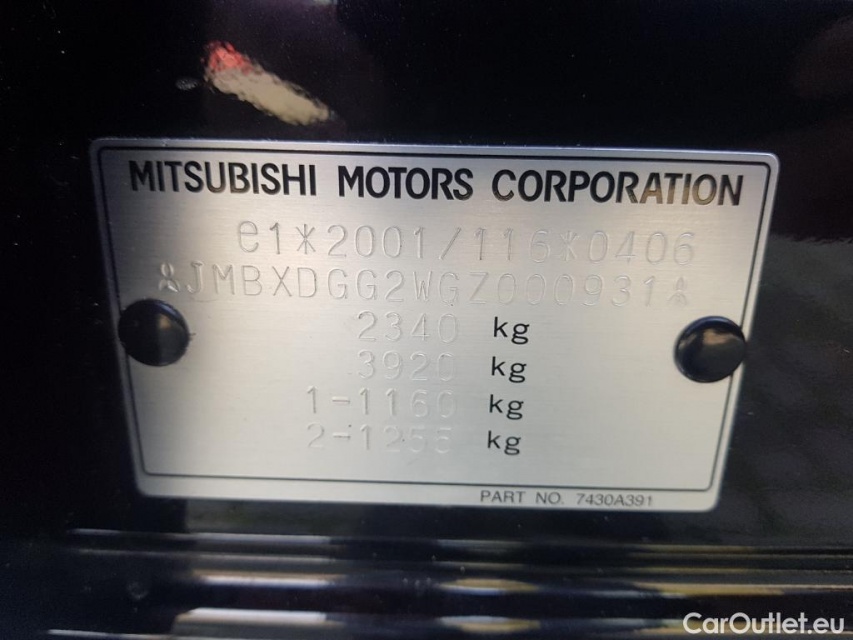 MITSUBISHI MOTORS CORPORATION
e1*2001/116*0406
JMBXDGG2WGZ000931
2340 kg
3920 kg
1-1160 kg
2-1255 kg
PART NO. 7430A391
CarOutlet.eu